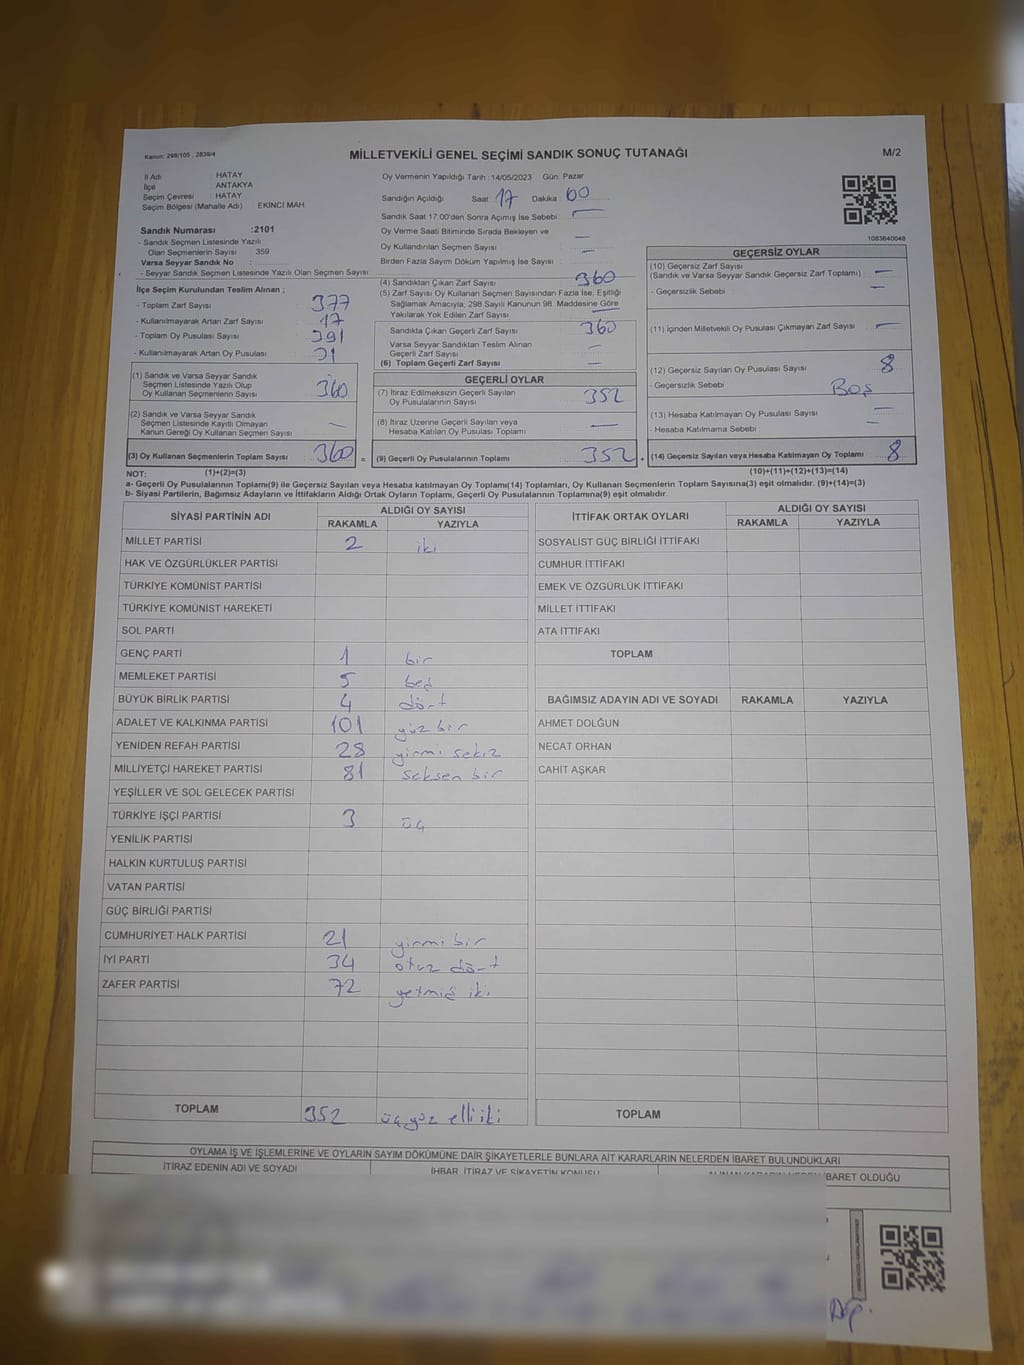 Kanun: 298/105 , 2839/4
MİLLETVEKİLİ GENEL SEÇİMİ SANDIK SONUÇ TUTANAĞI
M/2
İl Adı : HATAY
İlçe : ANTAKYA
Seçim Çevresi : HATAY
Seçim Bölgesi (Mahalle Adı) EKİNCİ MAH
Sandık Numarası :2101
- Sandık Seçmen Listesinde Yazılı
Olan Seçmenlerin Sayısı 359
Varsa Seyyar Sandık No :
- Seyyar Sandık Seçmen Listesinde Yazılı Olan Seçmen Sayısı
İlçe Seçim Kurulundan Teslim Alınan ;
- Toplam Zarf Sayısı 377
- Kullanılmayarak Artan Zarf Sayısı 17
- Toplam Oy Pusulası Sayısı 391
- Kullanılmayarak Artan Oy Pusulası 31
(1) Sandık ve Varsa Seyyar Sandık
Seçmen Listesinde Yazılı Olup
Oy Kullanan Seçmenlerin Sayısı 360
(2) Sandık ve Varsa Seyyar Sandık
Seçmen Listesinde Kayıtlı Olmayan
Kanun Gereği Oy Kullanan Seçmen Sayısı —
(3) Oy Kullanan Seçmenlerin Toplam Sayısı 360 =
(1)+(2)=(3)
Oy Vermenin Yapıldığı Tarih : 14/05/2023 Gün: Pazar
Sandığın Açıldığı Saat: 17 Dakika: 00
Sandık Saat 17:00'den Sonra Açımış İse Sebebi : —
Oy Verme Saati Bitiminde Sırada Bekleyen ve
Oy Kullandırılan Seçmen Sayısı —
Birden Fazla Sayım Döküm Yapılmış İse Sayısı —
(4) Sandıktan Çıkan Zarf Sayısı 360
(5) Zarf Sayısı Oy Kullanan Seçmen Sayısından Fazla İse, Eşitliği
Sağlamak Amacıyla, 298 Sayılı Kanunun 98. Maddesine Göre
Yakılarak Yok Edilen Zarf Sayısı —
Sandıkta Çıkan Geçerli Zarf Sayısı 360
Varsa Seyyar Sandıktan Teslim Alınan
Geçerli Zarf Sayısı —
(6) Toplam Geçerli Zarf Sayısı —
GEÇERLİ OYLAR
(7) İtiraz Edilmeksizin Geçerli Sayılan
Oy Pusulalarının Sayısı 352
(8) İtiraz Üzerine Geçerli Sayılan veya
Hesaba Katılan Oy Pusulası Toplamı —
(9) Geçerli Oy Pusulalarının Toplamı 352 +
1083640048
GEÇERSİZ OYLAR
(10) Geçersiz Zarf Sayısı
(Sandık ve Varsa Seyyar Sandık Geçersiz Zarf Toplamı) —
- Geçersizlik Sebebi : —
(11) İçinden Milletvekili Oy Pusulası Çıkmayan Zarf Sayısı —
(12) Geçersiz Sayılan Oy Pusulası Sayısı 8
- Geçersizlik Sebebi Boş
(13) Hesaba Katılmayan Oy Pusulası Sayısı —
- Hesaba Katılmama Sebebi : —
(14) Geçersiz Sayılan veya Hesaba Katılmayan Oy Toplamı 8
(10)+(11)+(12)+(13)=(14)
NOT:
a- Geçerli Oy Pusulalarının Toplamı(9) ile Geçersiz Sayılan veya Hesaba Katılmayan Oy Toplamı(14) Toplamları, Oy Kullanan Seçmenlerin Toplam Sayısına(3) eşit olmalıdır. (9)+(14)=(3)
b- Siyasi Partilerin, Bağımsız Adayların ve İttifakların Aldığı Ortak Oyların Toplamı, Geçerli Oy Pusulalarının Toplamına(9) eşit olmalıdır.
SİYASİ PARTİNİN ADI ALDIĞI OY SAYISI
RAKAMLA YAZIYLA
MİLLET PARTİSİ 2 iki
HAK VE ÖZGÜRLÜKLER PARTİSİ
TÜRKİYE KOMÜNİST PARTİSİ
TÜRKİYE KOMÜNİST HAREKETİ
SOL PARTİ
GENÇ PARTİ 1 bir
MEMLEKET PARTİSİ 5 beş
BÜYÜK BİRLİK PARTİSİ 4 dört
ADALET VE KALKINMA PARTİSİ 101 yüz bir
YENİDEN REFAH PARTİSİ 28 yirmi sekiz
MİLLİYETÇİ HAREKET PARTİSİ 81 seksen bir
YEŞİLLER VE SOL GELECEK PARTİSİ
TÜRKİYE İŞÇİ PARTİSİ 3 üç
YENİLİK PARTİSİ
HALKIN KURTULUŞ PARTİSİ
VATAN PARTİSİ
GÜÇ BİRLİĞİ PARTİSİ
CUMHURİYET HALK PARTİSİ 21 yirmi bir
İYİ PARTİ 34 otuz dört
ZAFER PARTİSİ 72 yetmiş iki
TOPLAM 352 üçyüz elli iki
İTTİFAK ORTAK OYLARI ALDIĞI OY SAYISI
RAKAMLA YAZIYLA
SOSYALİST GÜÇ BİRLİĞİ İTTİFAKI
CUMHUR İTTİFAKI
EMEK VE ÖZGÜRLÜK İTTİFAKI
MİLLET İTTİFAKI
ATA İTTİFAKI
TOPLAM
BAĞIMSIZ ADAYIN ADI VE SOYADI RAKAMLA YAZIYLA
AHMET DOLĞUN
NECAT ORHAN
CAHİT AŞKAR
TOPLAM
OYLAMA İŞ VE İŞLEMLERİNE VE OYLARIN SAYIM DÖKÜMÜNE DAİR ŞİKAYETLERLE BUNLARA AİT KARARLARIN NELERDEN İBARET BULUNDUKLARI
İTİRAZ EDENİN ADI VE SOYADI İHBAR, İTİRAZ VE ŞİKAYETİN KONUSU ALINAN KARARIN NEDEN İBARET OLDUĞU